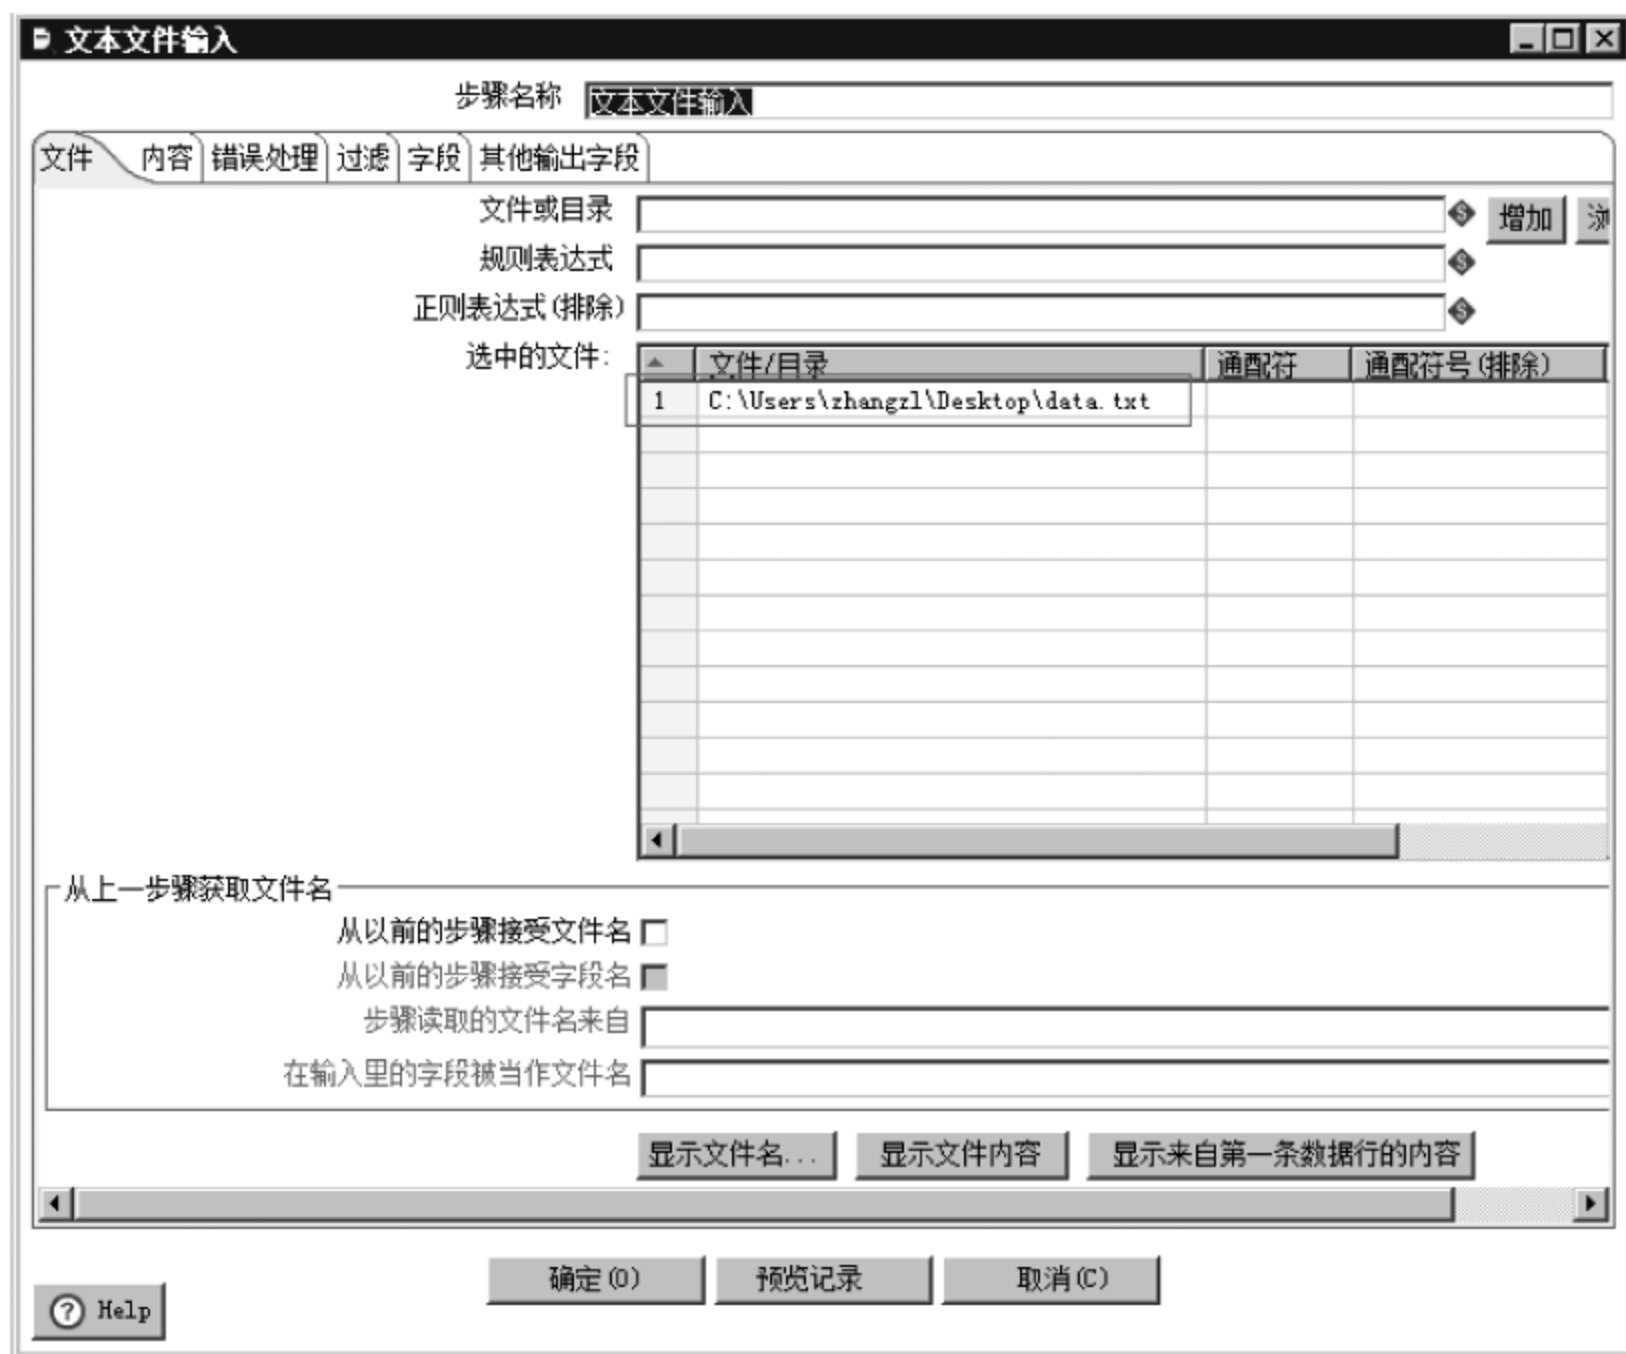 文本文件输入
步骤名称 文本文件输入
文件 内容 错误处理 过滤 字段 其他输出字段
文件或目录 增加
规则表达式
正则表达式(排除)
选中的文件: 文件/目录 通配符 通配符号(排除)
1 C:\Users\zhangzl\Desktop\data.txt
从上一步骤获取文件名
从以前的步骤接受文件名
从以前的步骤接受字段名
步骤读取的文件名来自
在输入里的字段被当作文件名
显示文件名... 显示文件内容 显示来自第一条数据行的内容
确定(O) 预览记录 取消(C)
Help